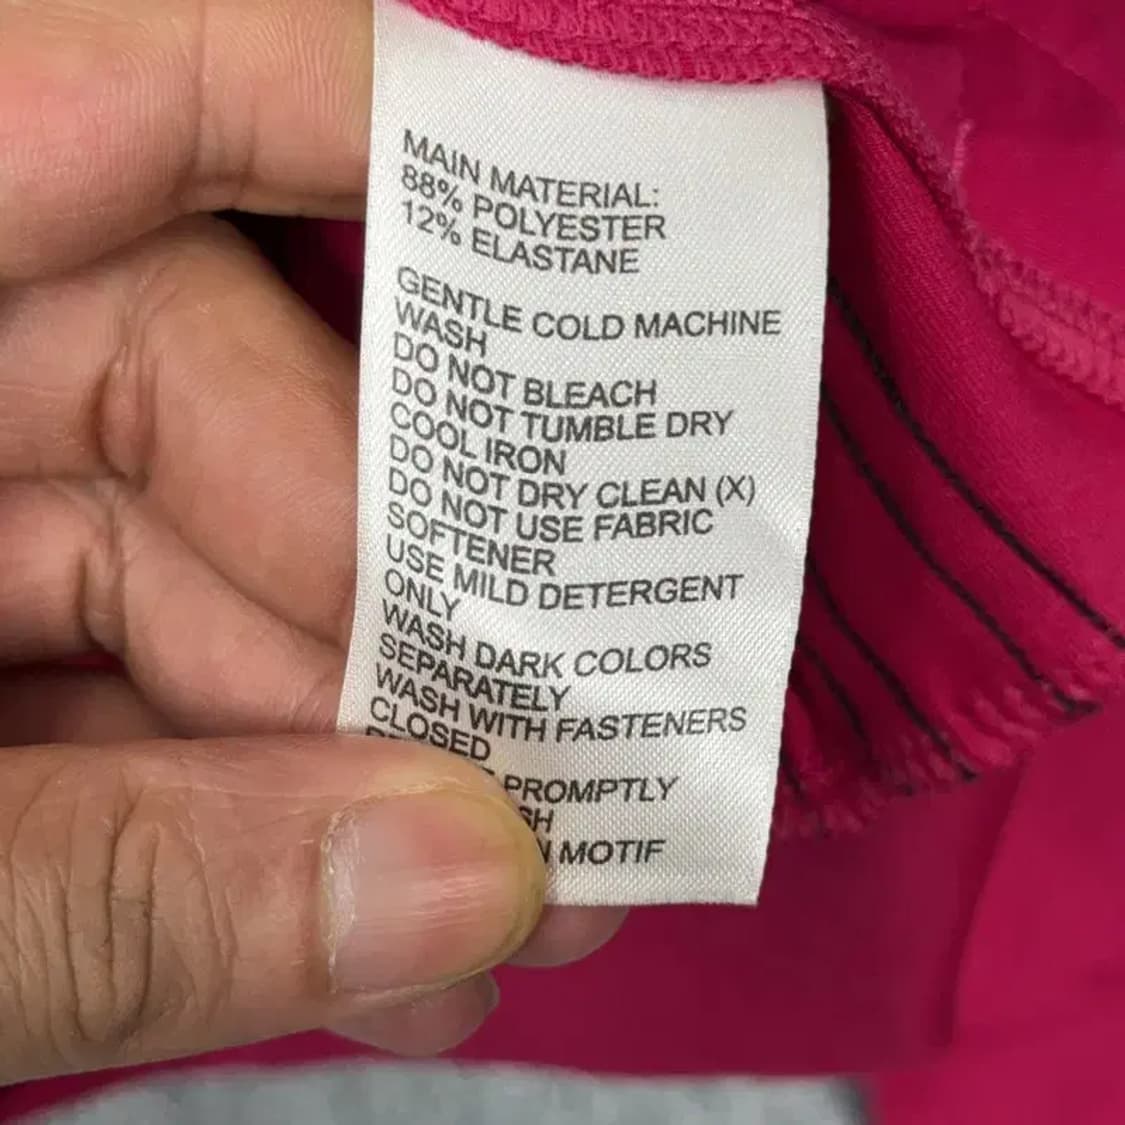 MAIN MATERIAL:
88% POLYESTER
12% ELASTANE
GENTLE COLD MACHINE
WASH
DO NOT BLEACH
DO NOT TUMBLE DRY
COOL IRON
DO NOT DRY CLEAN (X)
DO NOT USE FABRIC
SOFTENER
USE MILD DETERGENT
ONLY
WASH DARK COLORS
SEPARATELY
WASH WITH FASTENERS
CLOSED
PROMPTLY
MOTIF